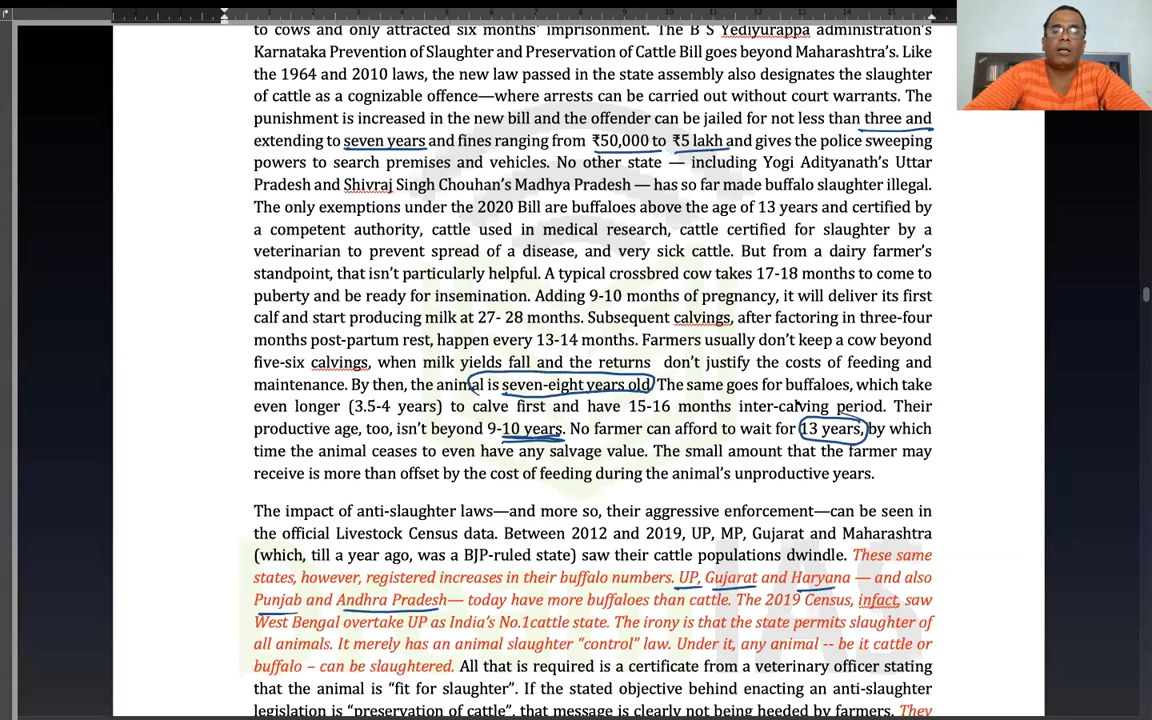 to cows and only attracted six months' imprisonment. The B S Yediyurappa administration's
Karnataka Prevention of Slaughter and Preservation of Cattle Bill goes beyond Maharashtra's. Like
the 1964 and 2010 laws, the new law passed in the state assembly also designates the slaughter
of cattle as a cognizable offence—where arrests can be carried out without court warrants. The
punishment is increased in the new bill and the offender can be jailed for not less than three and
extending to seven years and fines ranging from ₹50,000 to ₹5 lakh and gives the police sweeping
powers to search premises and vehicles. No other state — including Yogi Adityanath's Uttar
Pradesh and Shivraj Singh Chouhan's Madhya Pradesh — has so far made buffalo slaughter illegal.
The only exemptions under the 2020 Bill are buffaloes above the age of 13 years and certified by
a competent authority, cattle used in medical research, cattle certified for slaughter by a
veterinarian to prevent spread of a disease, and very sick cattle. But from a dairy farmer's
standpoint, that isn't particularly helpful. A typical crossbred cow takes 17-18 months to come to
puberty and be ready for insemination. Adding 9-10 months of pregnancy, it will deliver its first
calf and start producing milk at 27- 28 months. Subsequent calvings, after factoring in three-four
months post-partum rest, happen every 13-14 months. Farmers usually don't keep a cow beyond
five-six calvings, when milk yields fall and the returns don't justify the costs of feeding and
maintenance. By then, the animal is seven-eight years old. The same goes for buffaloes, which take
even longer (3.5-4 years) to calve first and have 15-16 months inter-calving period. Their
productive age, too, isn't beyond 9-10 years. No farmer can afford to wait for 13 years, by which
time the animal ceases to even have any salvage value. The small amount that the farmer may
receive is more than offset by the cost of feeding during the animal's unproductive years.
The impact of anti-slaughter laws—and more so, their aggressive enforcement—can be seen in
the official Livestock Census data. Between 2012 and 2019, UP, MP, Gujarat and Maharashtra
(which, till a year ago, was a BJP-ruled state) saw their cattle populations dwindle. These same
states, however, registered increases in their buffalo numbers. UP, Gujarat and Haryana — and also
Punjab and Andhra Pradesh— today have more buffaloes than cattle. The 2019 Census, infact, saw
West Bengal overtake UP as India's No.1cattle state. The irony is that the state permits slaughter of
all animals. It merely has an animal slaughter "control" law. Under it, any animal -- be it cattle or
buffalo – can be slaughtered. All that is required is a certificate from a veterinary officer stating
that the animal is "fit for slaughter". If the stated objective behind enacting an anti-slaughter
legislation is "preservation of cattle", that message is clearly not being heeded by farmers. They